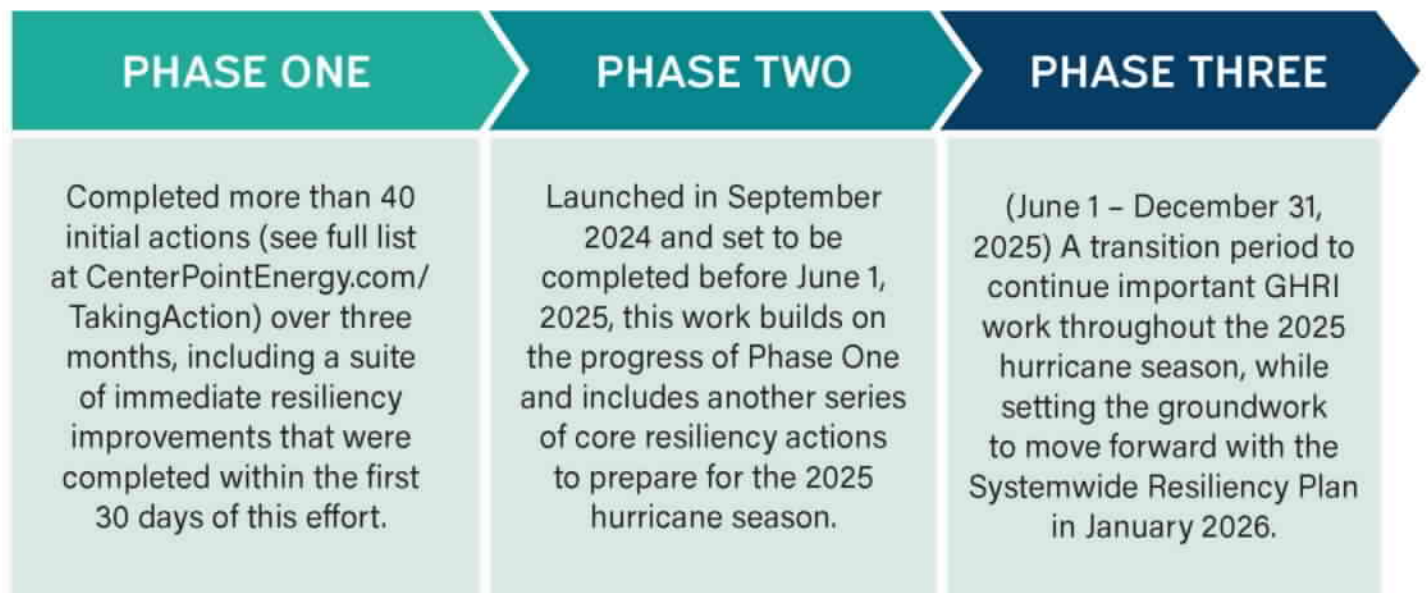 PHASE ONE
Completed more than 40
initial actions (see full list
at CenterPointEnergy.com/
TakingAction) over three
months, including a suite
of immediate resiliency
improvements that were
completed within the first
30 days of this effort.
PHASE TWO
Launched in September
2024 and set to be
completed before June 1,
2025, this work builds on
the progress of Phase One
and includes another series
of core resiliency actions
to prepare for the 2025
hurricane season.
PHASE THREE
(June 1 – December 31,
2025) A transition period to
continue important GHRI
work throughout the 2025
hurricane season, while
setting the groundwork
to move forward with the
Systemwide Resiliency Plan
in January 2026.